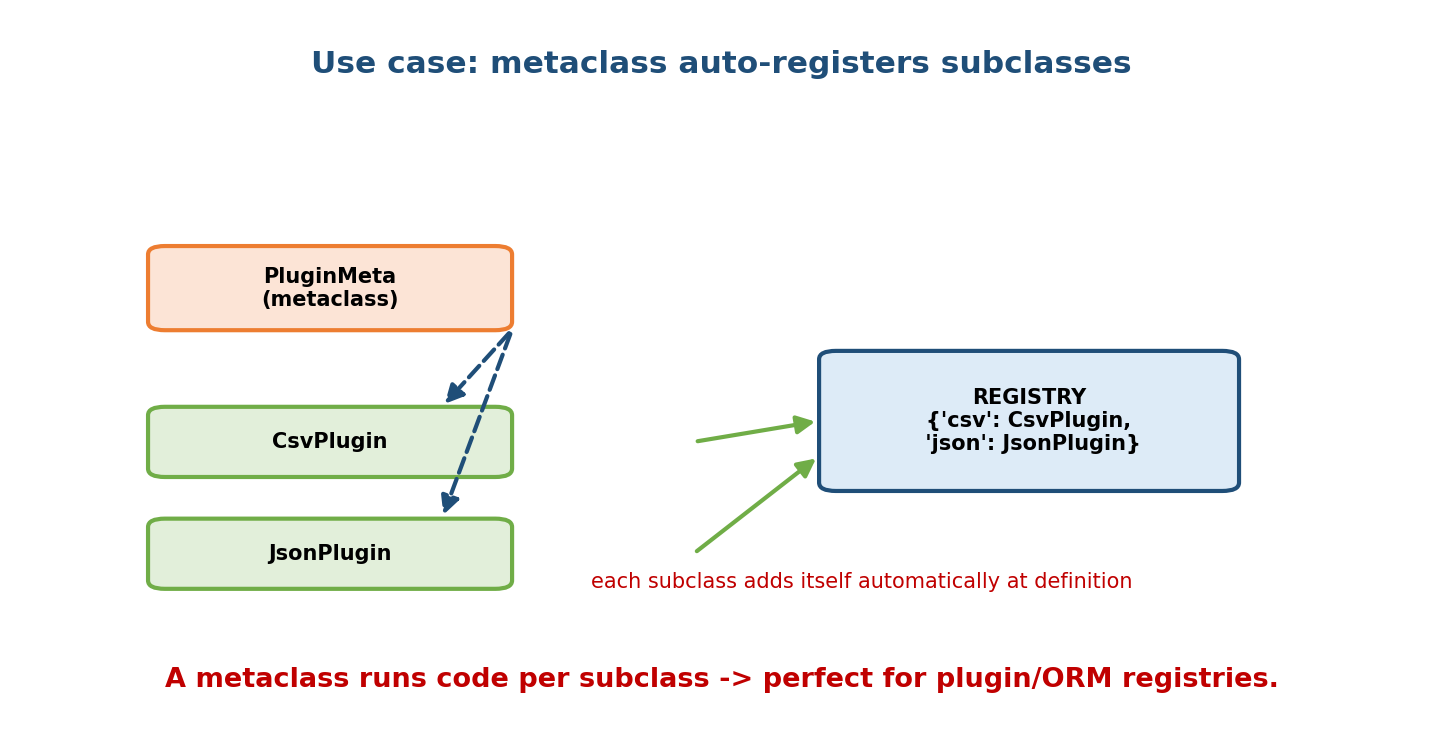 Use case: metaclass auto-registers subclasses
PluginMeta
(metaclass)
CsvPlugin
JsonPlugin
REGISTRY
{'csv': CsvPlugin,
'json': JsonPlugin}
each subclass adds itself automatically at definition
A metaclass runs code per subclass -> perfect for plugin/ORM registries.